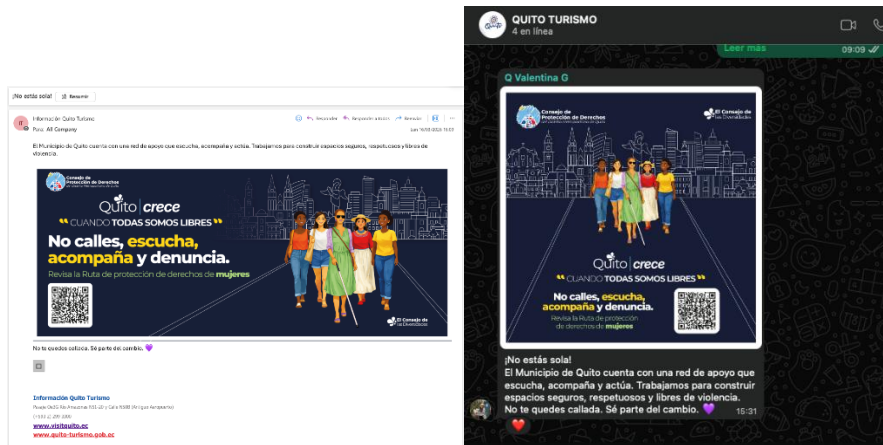 ¡No estás sola!
Resumir
Información Quito Turismo
Responder
Responder a todos
Reenviar
Para: All Company
El Municipio de Quito cuenta con una red de apoyo que escucha, acompaña y actúa. Trabajamos para construir espacios seguros, respetuosos y libres de
violencia.
Consejo de
Protección de Derechos
Quito crece
“ CUANDO TODAS SOMOS LIBRES ”
No calles, escucha,
acompaña y denuncia.
Revisa la Ruta de protección de derechos de mujeres
El Consejo de
las Diversidades
No te quedes callada. Sé parte del cambio. 💜
Información Quito Turismo
www.visitquito.ec
www.quito-turismo.gob.ec
QUITO TURISMO
4 en línea
Leer más
09:09
Q Valentina G
Consejo de
Protección de Derechos
El Consejo de
las Diversidades
Quito crece
“ CUANDO TODAS SOMOS LIBRES ”
No calles, escucha,
acompaña y denuncia.
Revisa la Ruta de protección
de derechos de mujeres
¡No estás sola!
El Municipio de Quito cuenta con una red de apoyo que
escucha, acompaña y actúa. Trabajamos para construir
espacios seguros, respetuosos y libres de violencia.
No te quedes callada. Sé parte del cambio. 💜
15:31
❤️